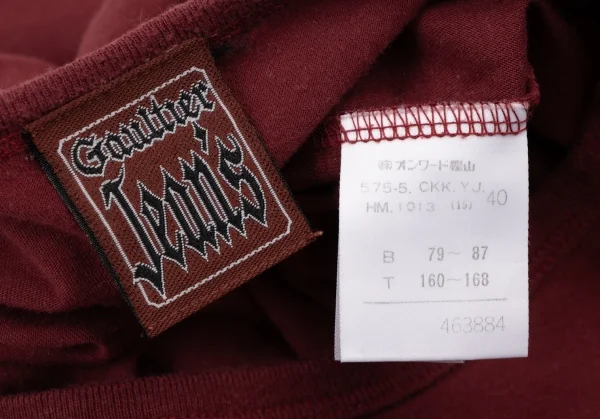 Gaultier
Jean's
㈱オンワード樫山
575-5. CKK. Y.J.
HM. 1013 (15) 40
B 79～ 87
T 160～168
463884